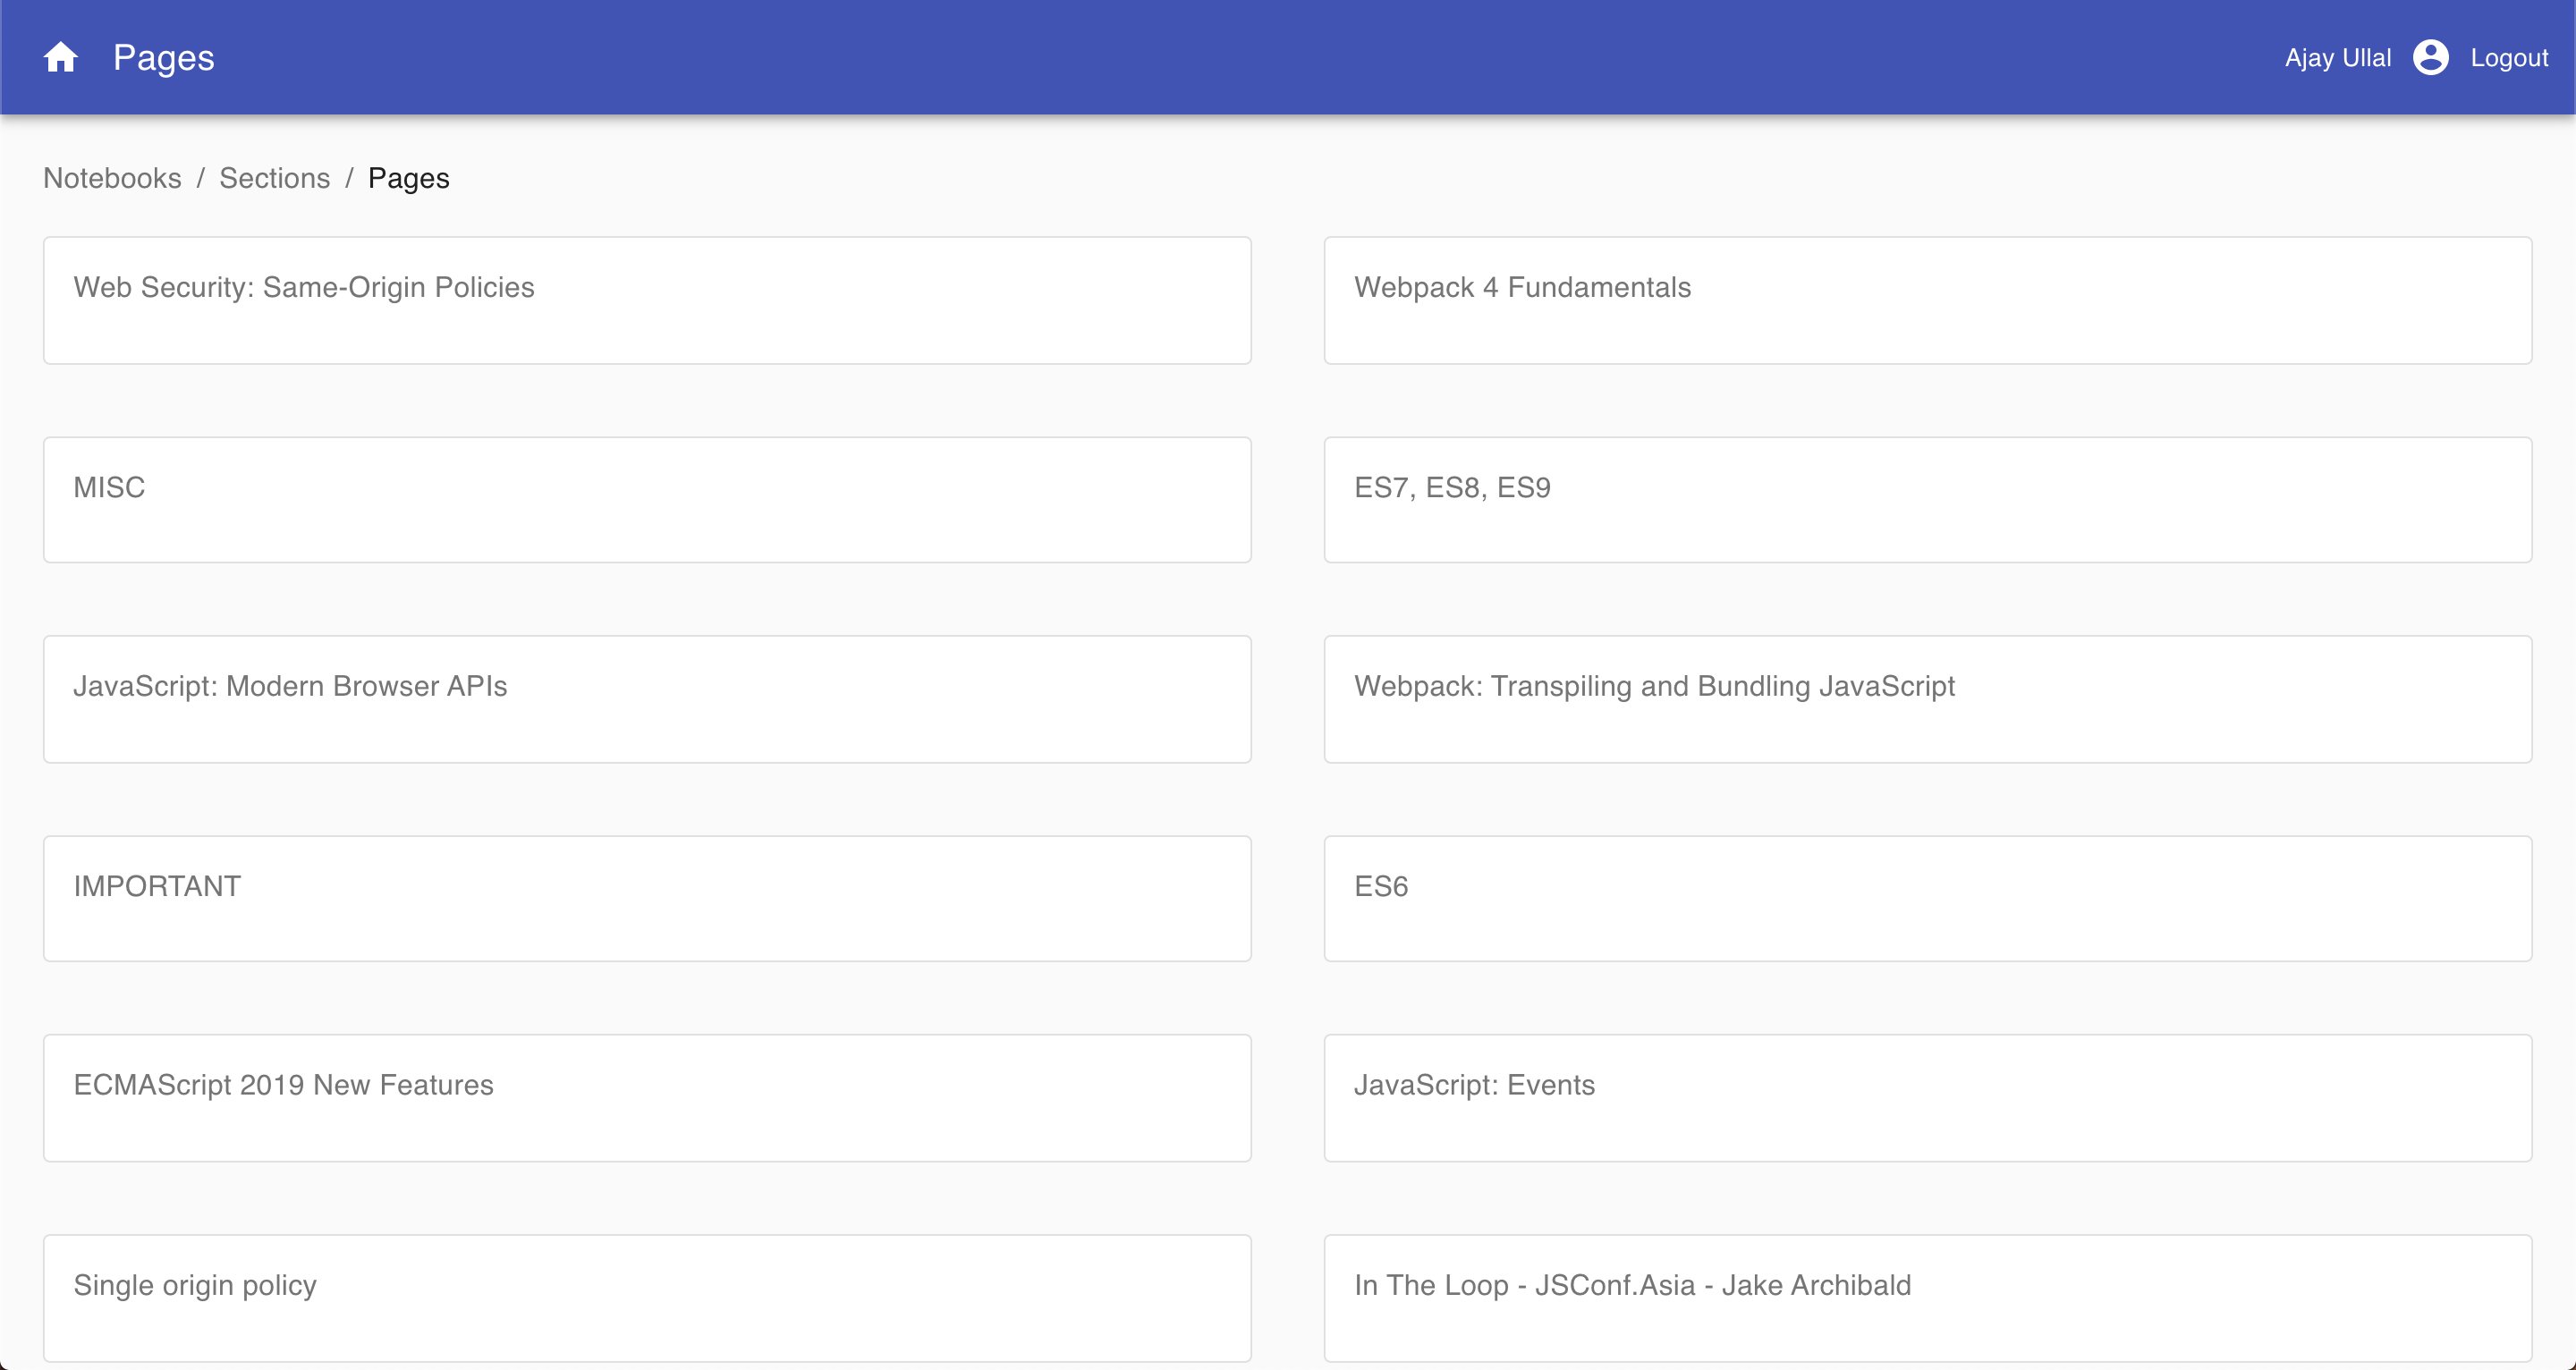 Pages
Ajay Ullal
Logout
Notebooks / Sections / Pages
Web Security: Same-Origin Policies
Webpack 4 Fundamentals
MISC
ES7, ES8, ES9
JavaScript: Modern Browser APIs
Webpack: Transpiling and Bundling JavaScript
IMPORTANT
ES6
ECMAScript 2019 New Features
JavaScript: Events
Single origin policy
In The Loop - JSConf.Asia - Jake Archibald